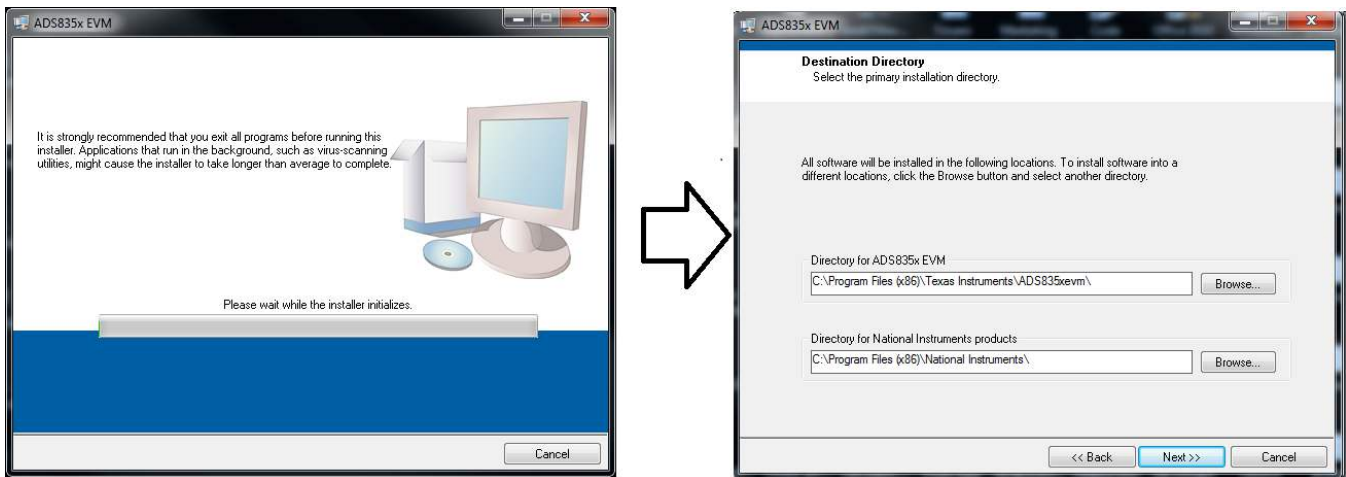 ADS835x EVM
It is strongly recommended that you exit all programs before running this
installer. Applications that run in the background, such as virus-scanning
utilities, might cause the installer to take longer than average to complete.
Please wait while the installer initializes.
Cancel
ADS835x EVM
Destination Directory
Select the primary installation directory.
All software will be installed in the following locations. To install software into a
different locations, click the Browse button and select another directory.
Directory for ADS835x EVM
C:\Program Files (x86)\Texas Instruments\ADS835xevm\
Browse...
Directory for National Instruments products
C:\Program Files (x86)\National Instruments\
Browse...
<< Back
Next >>
Cancel